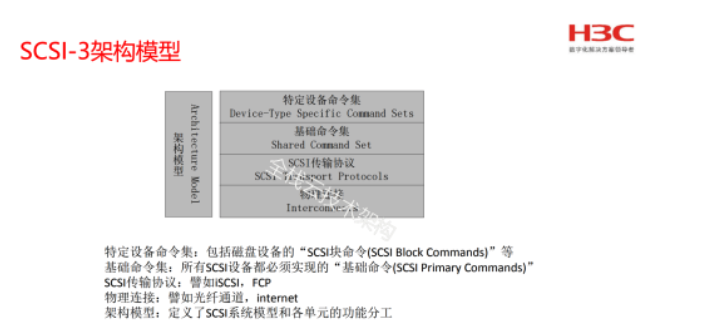 SCSI-3架构模型
H3C
数字化解决方案领导者
架构模型
Architecture Model
特定设备命令集
Device-Type Specific Command Sets
基础命令集
Shared Command Set
SCSI传输协议
SCSI Transport Protocols
物理连接
Interconnects
全栈云技术架构
特定设备命令集：包括磁盘设备的“SCSI块命令(SCSI Block Commands)”等
基础命令集：所有SCSI设备都必须实现的“基础命令(SCSI Primary Commands)”
SCSI传输协议：譬如iSCSI，FCP
物理连接：譬如光纤通道，internet
架构模型：定义了SCSI系统模型和各单元的功能分工